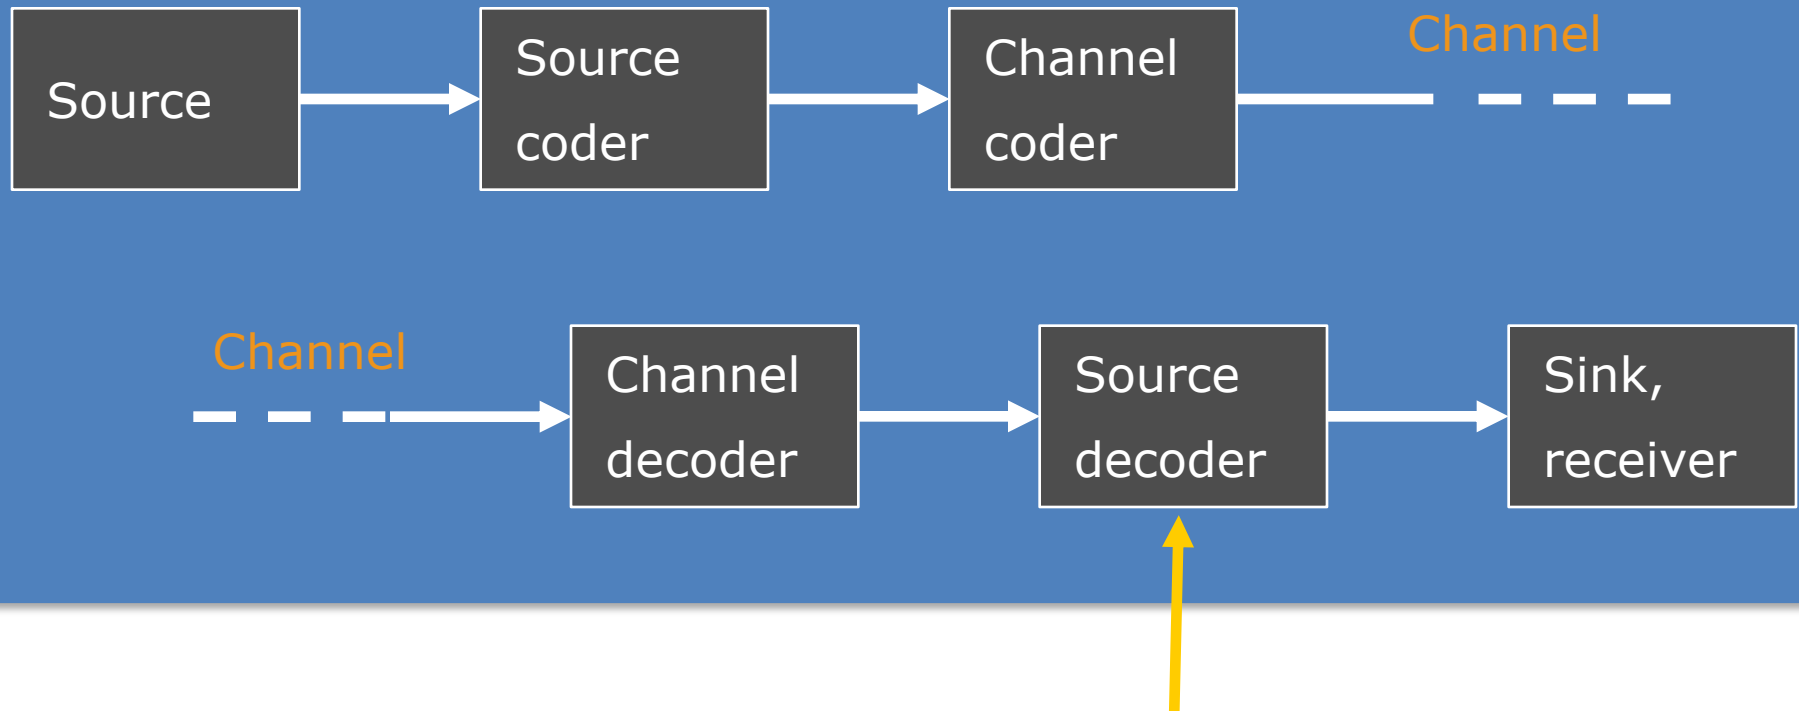 Source
Source
coder
Channel
coder
Channel
Channel
Channel
decoder
Source
decoder
Sink,
receiver